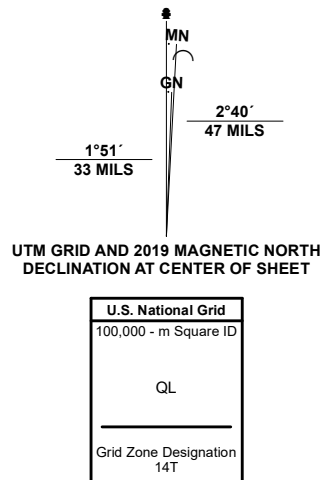 MN
GN
2°40´
47 MILS
1°51´
33 MILS
UTM GRID AND 2019 MAGNETIC NORTH
DECLINATION AT CENTER OF SHEET
U.S. National Grid
100,000 - m Square ID
QL
Grid Zone Designation
14T